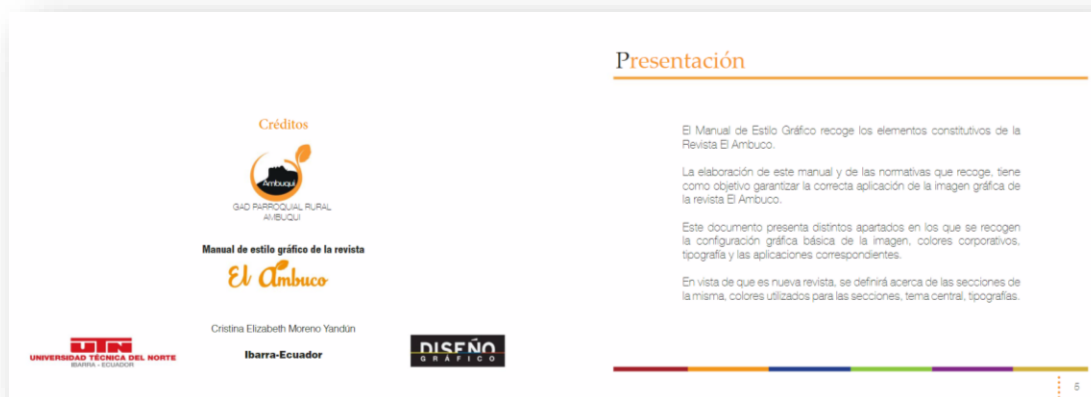 Créditos
Ambuquí
GAD PARROQUIAL RURAL
AMBUQUI
Manual de estilo gráfico de la revista
El Ambuco
Cristina Elizabeth Moreno Yandún
Ibarra-Ecuador
UTN
UNIVERSIDAD TÉCNICA DEL NORTE
IBARRA - ECUADOR
DISEÑO
GRÁFICO
Presentación
El Manual de Estilo Gráfico recoge los elementos constitutivos de la
Revista El Ambuco.
La elaboración de este manual y de las normativas que recoge, tiene
como objetivo garantizar la correcta aplicación de la imagen gráfica de
la revista El Ambuco.
Este documento presenta distintos apartados en los que se recogen
la configuración gráfica básica de la imagen, colores corporativos,
tipografía y las aplicaciones correspondientes.
En vista de que es nueva revista, se definirá acerca de las secciones de
la misma, colores utilizados para las secciones, tema central, tipografías.
5